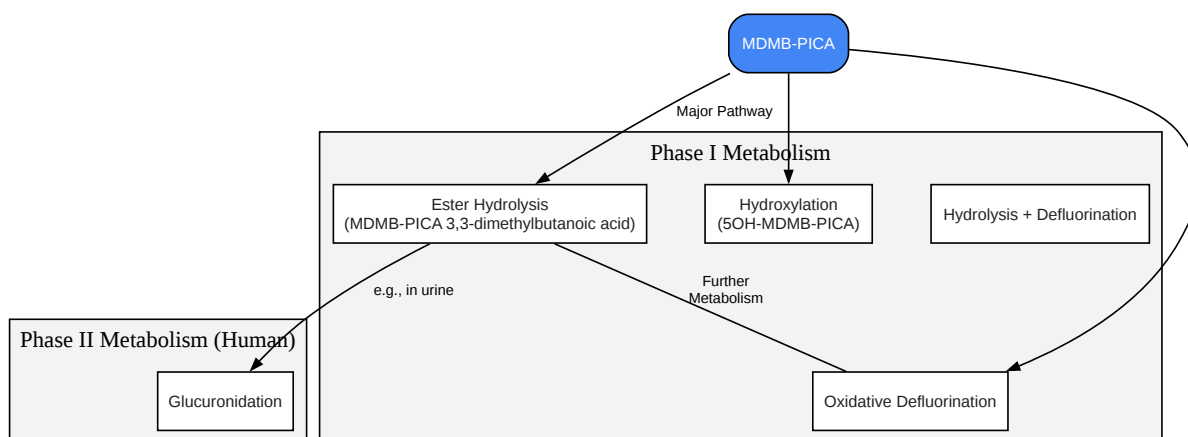 MDMB-PICA
Major Pathway
Phase I Metabolism
Ester Hydrolysis
(MDMB-PICA 3,3-dimethylbutanoic acid)
Hydroxylation
(5OH-MDMB-PICA)
Hydrolysis + Defluorination
e.g., in urine
Further
Metabolism
Phase II Metabolism (Human)
Glucuronidation
Oxidative Defluorination